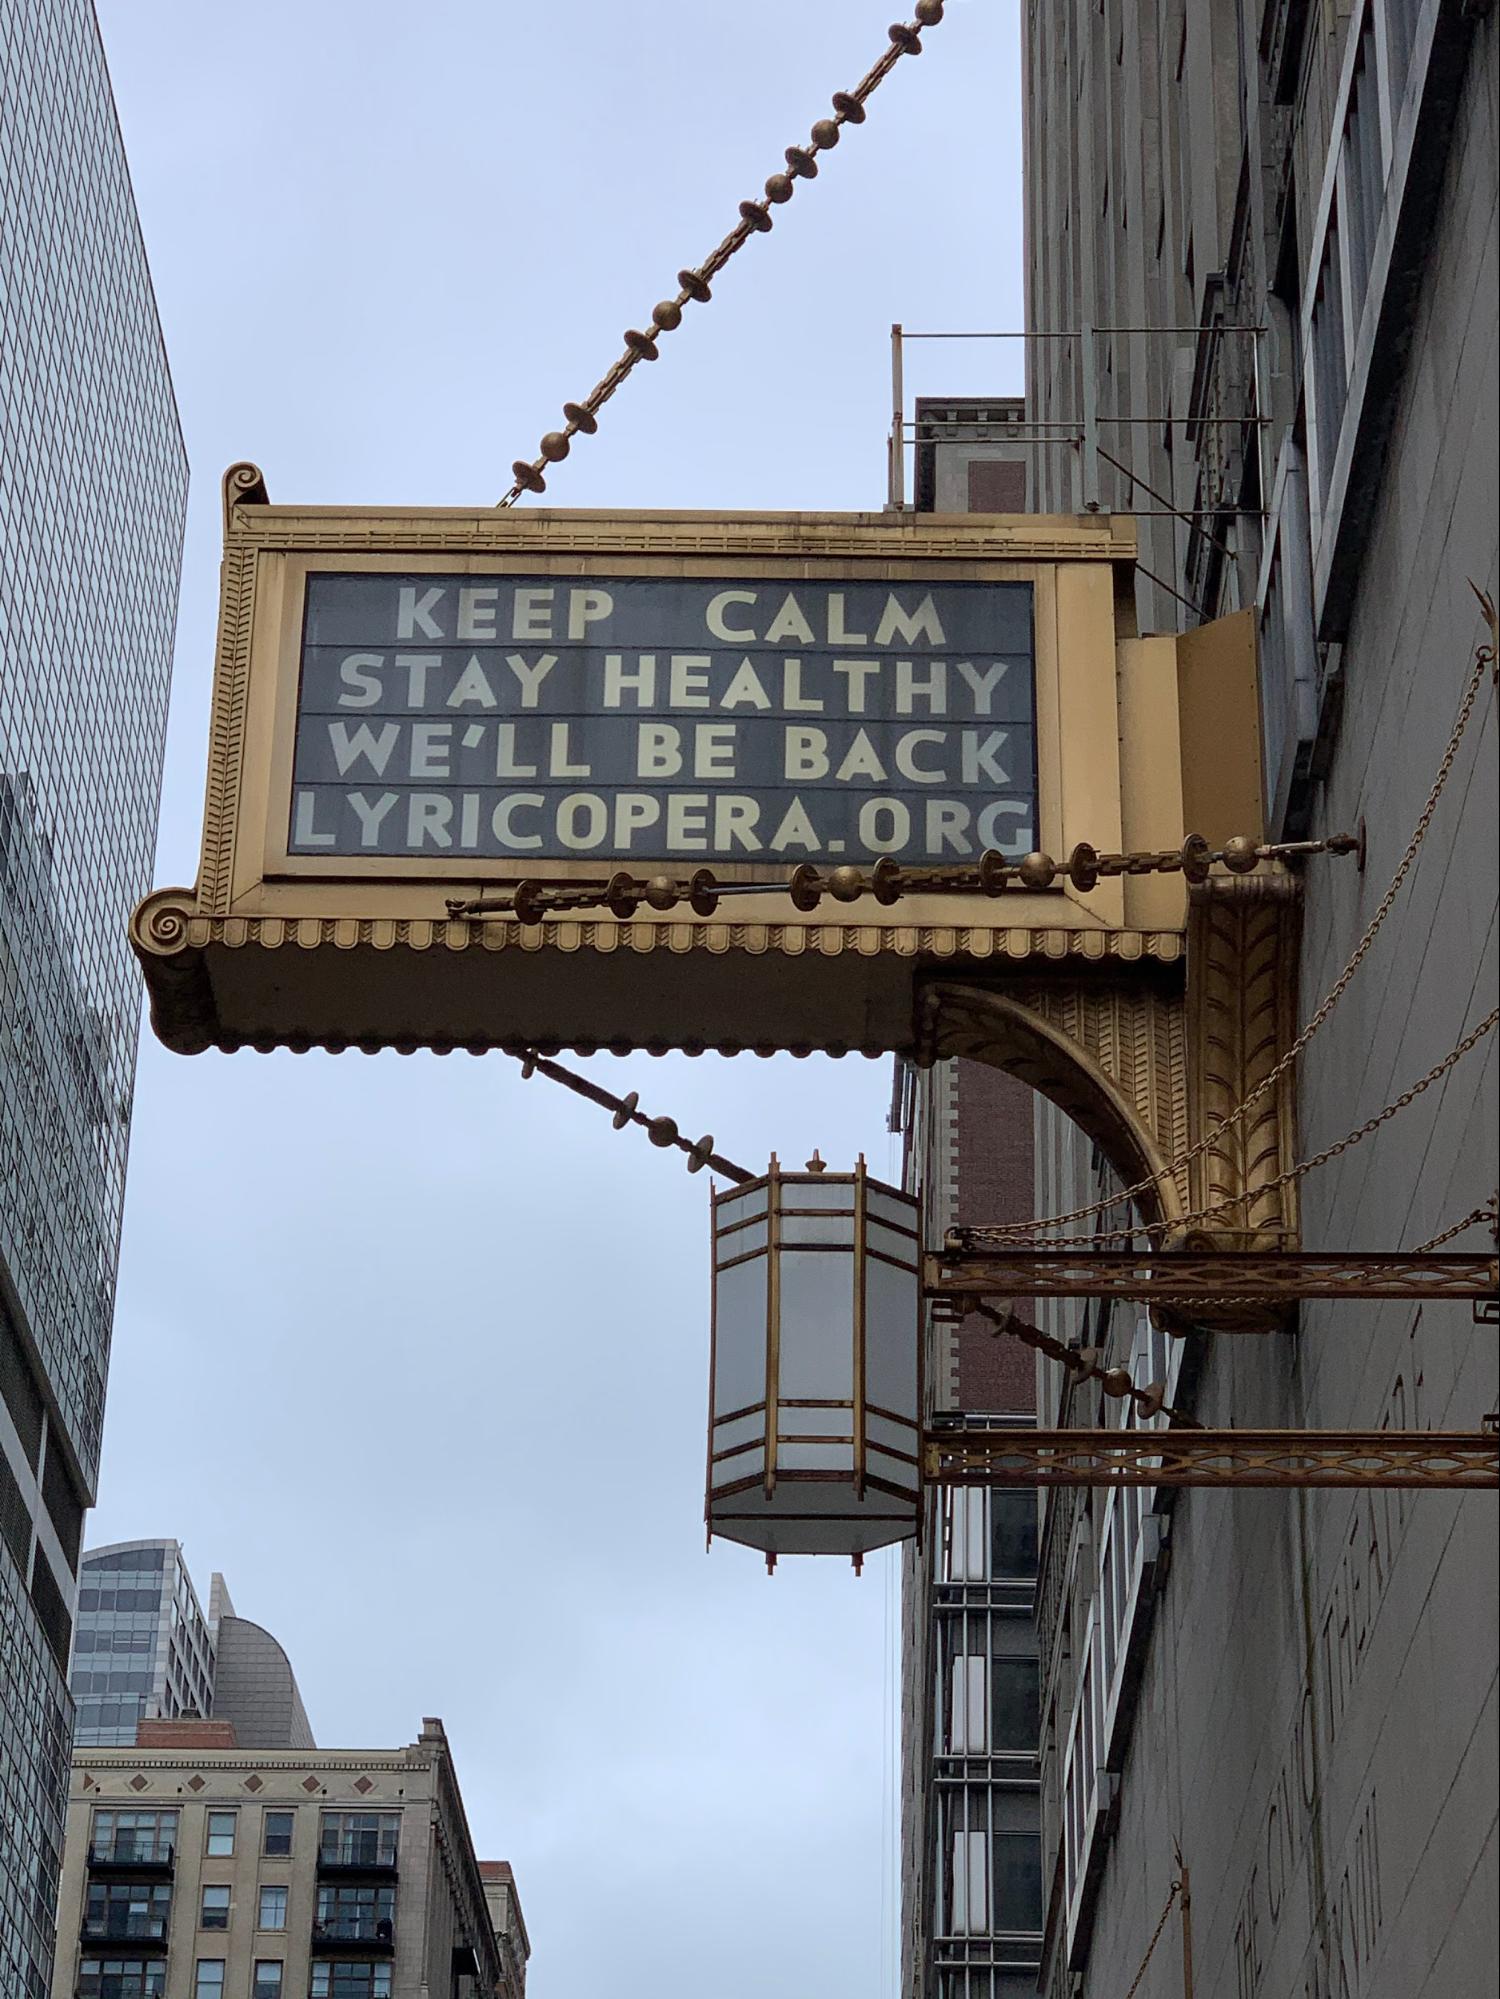 KEEP CALM
STAY HEALTHY
WE'LL BE BACK
LYRICOPERA.ORG